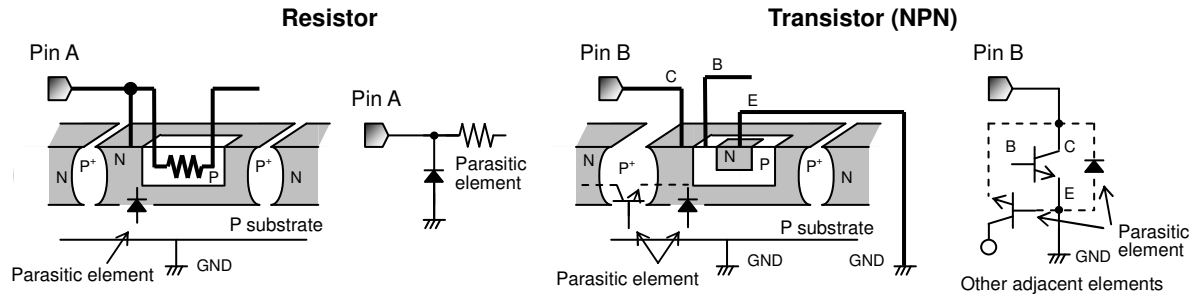 Resistor
Transistor (NPN)
Pin A
N
P+
N
P
P+
N
P substrate
Parasitic element
GND
Pin A
Parasitic
element
Pin B
C
B
E
N
P+
N
N
P
P+
N
P substrate
Parasitic element
GND
GND
Pin B
B
C
E
GND
Parasitic
element
Other adjacent elements